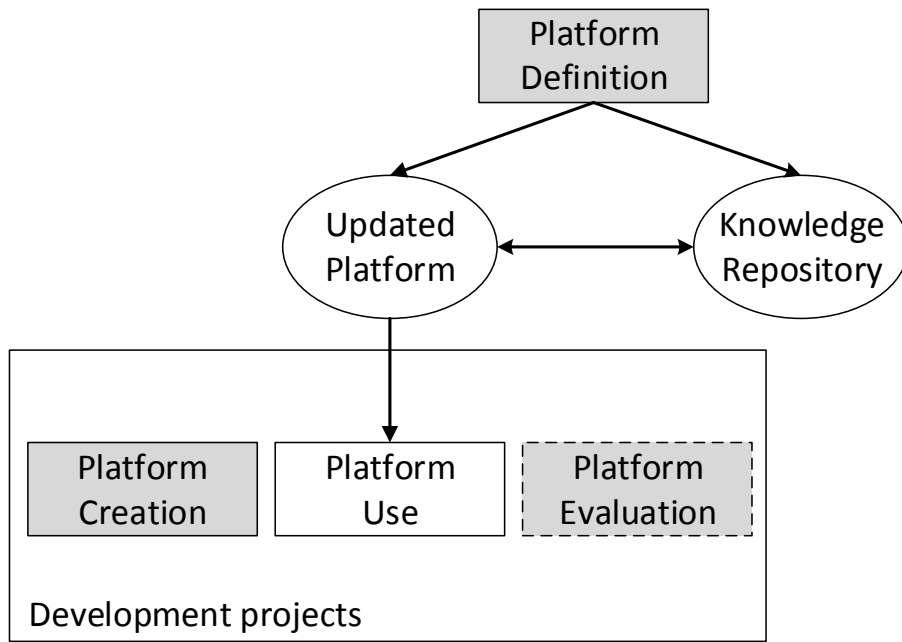 Platform
Definition
Updated
Platform
Knowledge
Repository
Platform
Creation
Platform
Use
Platform
Evaluation
Development projects